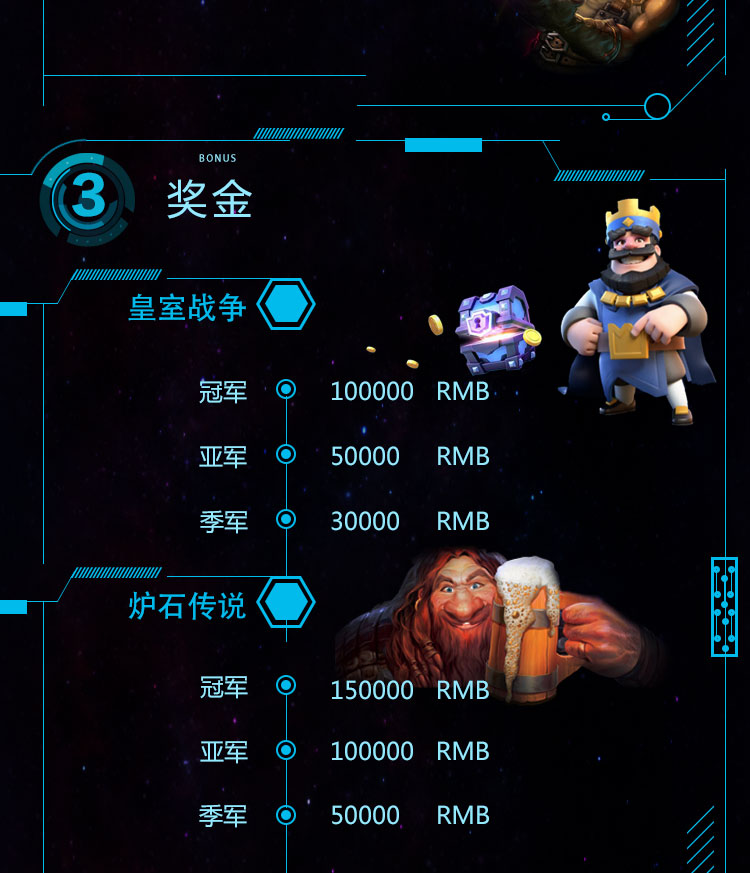 BONUS
3
奖金
皇室战争
冠军 100000 RMB
亚军 50000 RMB
季军 30000 RMB
炉石传说
冠军 150000 RMB
亚军 100000 RMB
季军 50000 RMB